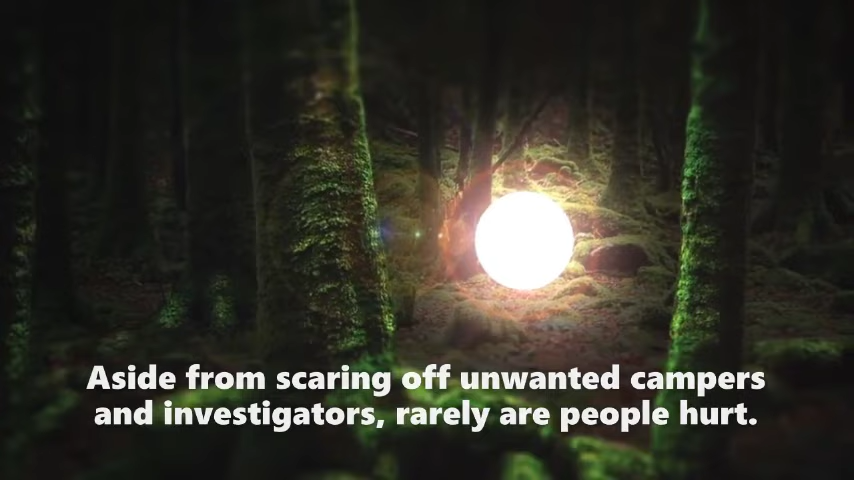 Aside from scaring off unwanted campers
and investigators, rarely are people hurt.